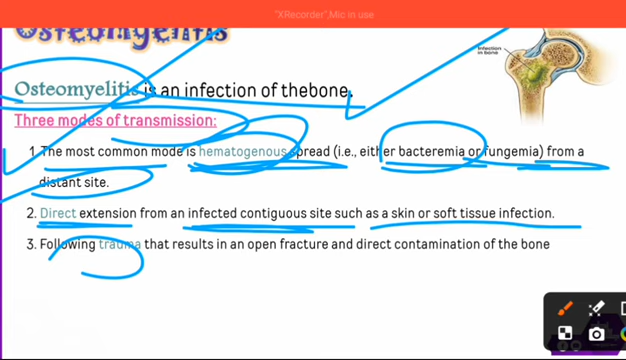 "XRecorder".Mic in use
Osteomyelitis
Infection
in bone
Osteomyelitis is an infection of thebone.
Three modes of transmission:
1. The most common mode is hematogenous spread (i.e., either bacteremia or fungemia) from a
distant site.
2. Direct extension from an infected contiguous site such as a skin or soft tissue infection.
3. Following trauma that results in an open fracture and direct contamination of the bone